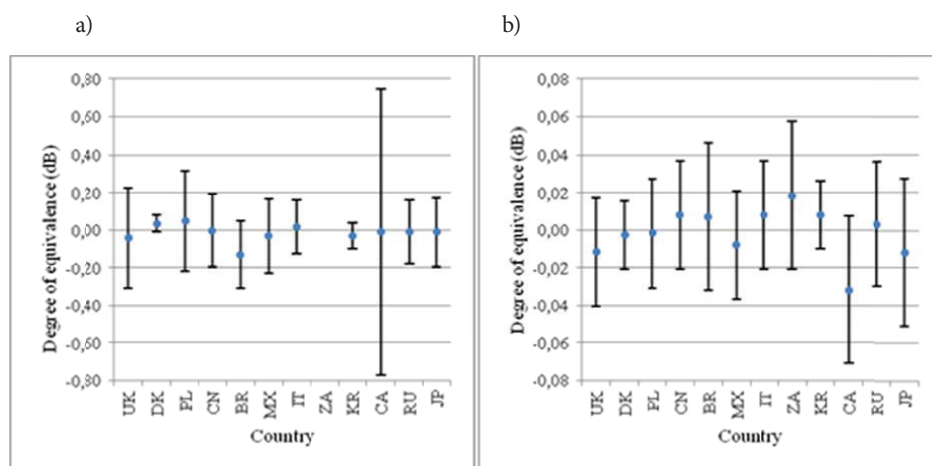 a)
Degree of equivalence (dB)
0,80
0,60
0,40
0,20
0,00
-0,20
-0,40
-0,60
-0,80
UK DK PL CN BR MX IT ZA KR CA RU JP
Country
b)
Degree of equivalence (dB)
0,08
0,06
0,04
0,02
0,00
-0,02
-0,04
-0,06
-0,08
UK DK PL CN BR MX IT ZA KR CA RU JP
Country